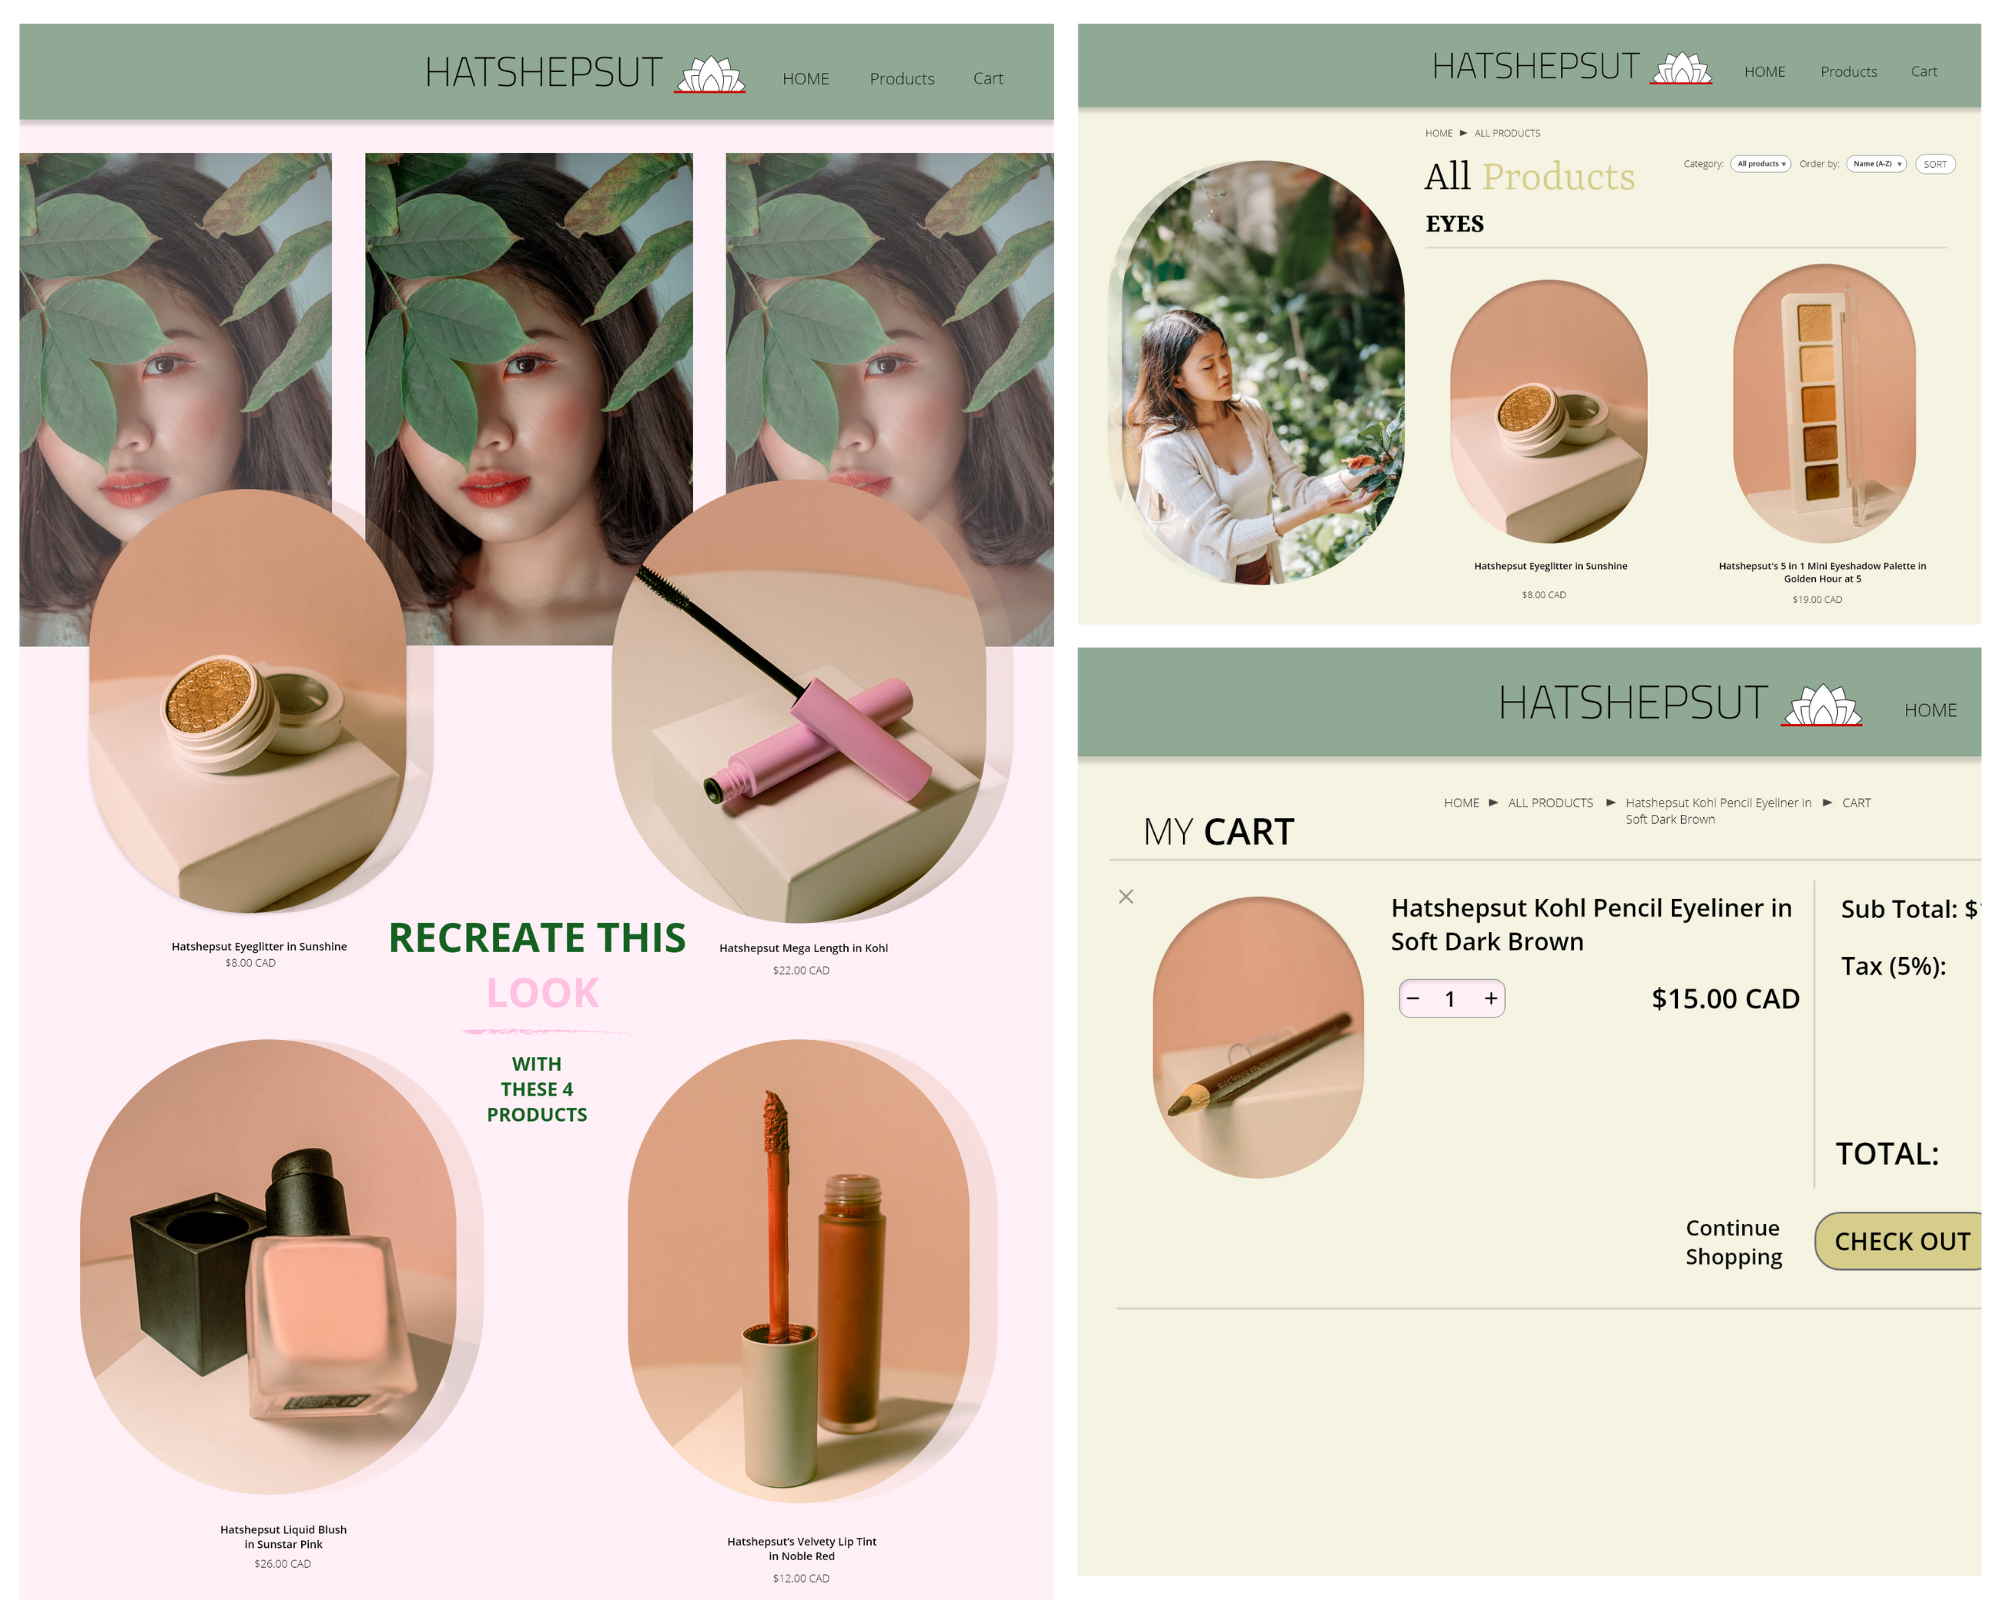 HATSHEPSUT HOME Products Cart
Hatshepsut Eyeglitter in Sunshine
$8.00 CAD
RECREATE THIS
LOOK
WITH
THESE 4
PRODUCTS
Hatshepsut Mega Length in Kohl
$22.00 CAD
Hatshepsut Liquid Blush
in Sunstar Pink
$26.00 CAD
Hatshepsut's Velvety Lip Tint
in Noble Red
$12.00 CAD
HATSHEPSUT HOME Products Cart
HOME ► ALL PRODUCTS
All Products
Category: All products ▾ Order by: Name (A-Z) ▾ SORT
EYES
Hatshepsut Eyeglitter in Sunshine
$8.00 CAD
Hatshepsut's 5 in 1 Mini Eyeshadow Palette in
Golden Hour at 5
$19.00 CAD
HATSHEPSUT HOME
HOME ► ALL PRODUCTS ► Hatshepsut Kohl Pencil Eyeliner in ► CART
Soft Dark Brown
MY CART
Hatshepsut Kohl Pencil Eyeliner in
Soft Dark Brown
− 1 +
$15.00 CAD
Sub Total: $
Tax (5%):
TOTAL:
Continue
Shopping
CHECK OUT